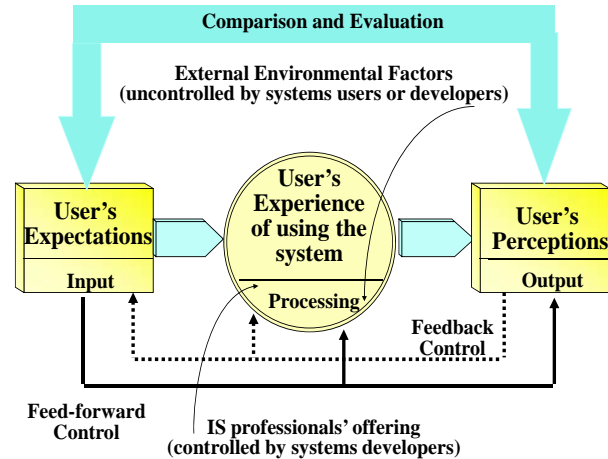 Comparison and Evaluation
External Environmental Factors
(uncontrolled by systems users or developers)
User's
Expectations
Input
User's
Experience
of using the
system
Processing
User's
Perceptions
Output
Feedback
Control
Feed-forward
Control
IS professionals' offering
(controlled by systems developers)